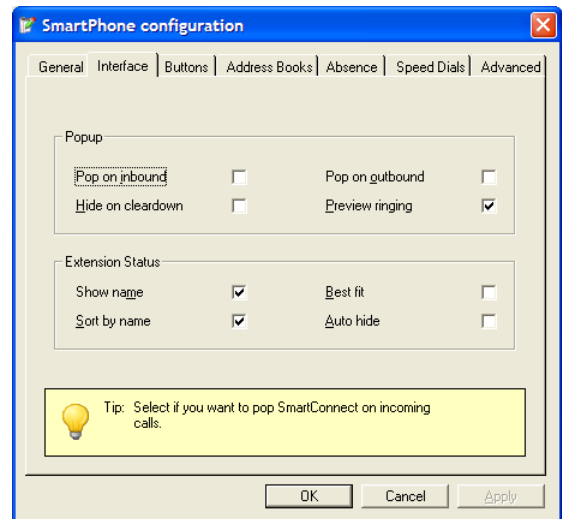 SmartPhone configuration
General Interface Buttons Address Books Absence Speed Dials Advanced
Popup
Pop on inbound Pop on outbound
Hide on cleardown Preview ringing
Extension Status
Show name Best fit
Sort by name Auto hide
Tip: Select if you want to pop SmartConnect on incoming
calls.
OK Cancel Apply